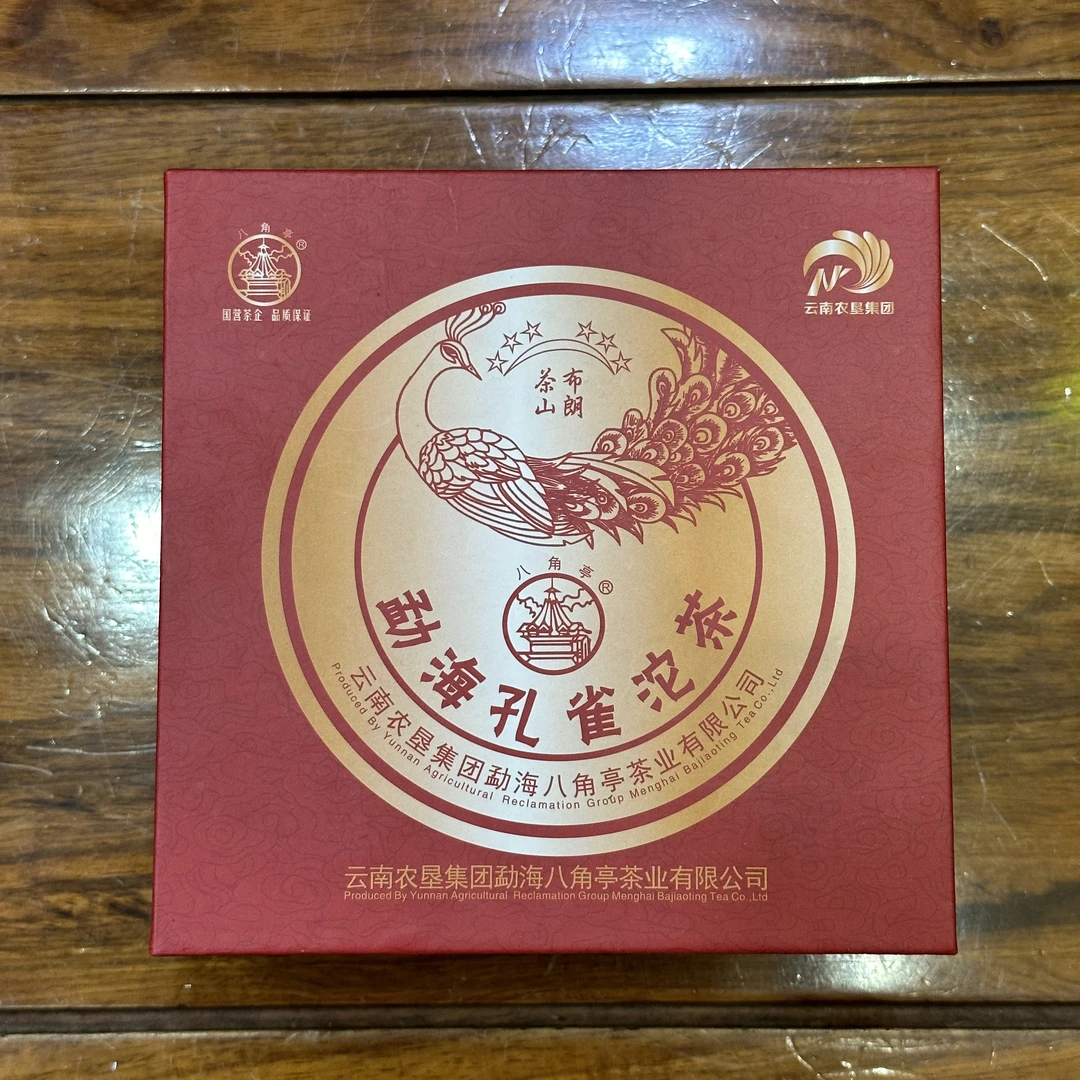 八角亭®
国营茶企 品质保证
NK
云南农垦集团
布朗
茶山
八角亭®
勐海孔雀沱茶
云南农垦集团勐海八角亭茶业有限公司
Produced By Yunnan Agricultural Reclamation Group Menghai Bajiaoting Tea Co.,Ltd
云南农垦集团勐海八角亭茶业有限公司
Produced By Yunnan Agricultural Reclamation Group Menghai Bajiaoting Tea Co.,Ltd